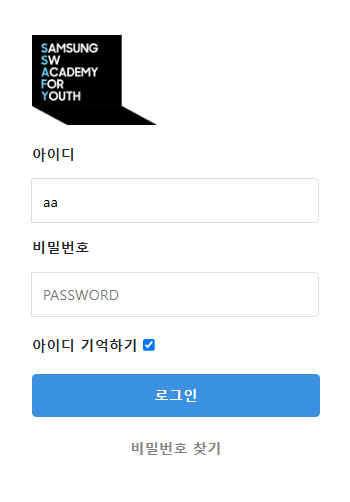 SAMSUNG
SW
ACADEMY
FOR
YOUTH
아이디
aa
비밀번호
PASSWORD
아이디 기억하기
로그인
비밀번호 찾기